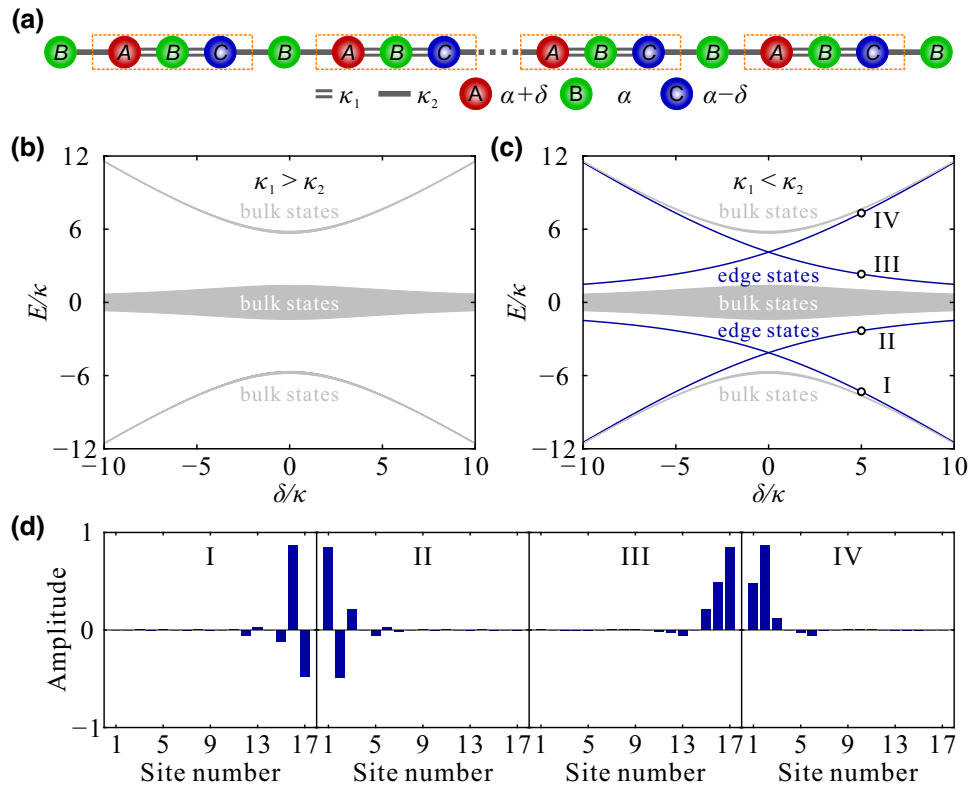 (a)
B A B C B A B C A B C B A B C B
= κ1 — κ2 A α+δ B α C α−δ
(b)
12
6
0
−6
−12
E/κ
κ1 > κ2
bulk states
bulk states
bulk states
−10 −5 0 5 10
δ/κ
(c)
12
6
0
−6
−12
E/κ
κ1 < κ2
bulk states
IV
III
edge states
bulk states
edge states
II
I
bulk states
−10 −5 0 5 10
δ/κ
(d)
1
0
−1
Amplitude
I II III IV
1 5 9 13 17 1 5 9 13 17 1 5 9 13 17 1 5 9 13 17
Site number Site number Site number Site number